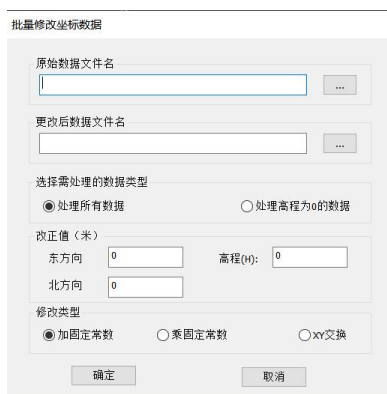 批量修改坐标数据
原始数据文件名
...
更改后数据文件名
...
选择需处理的数据类型
处理所有数据 处理高程为0的数据
改正值（米）
东方向 0 高程(H): 0
北方向 0
修改类型
加固定常数 乘固定常数 XY交换
确定 取消